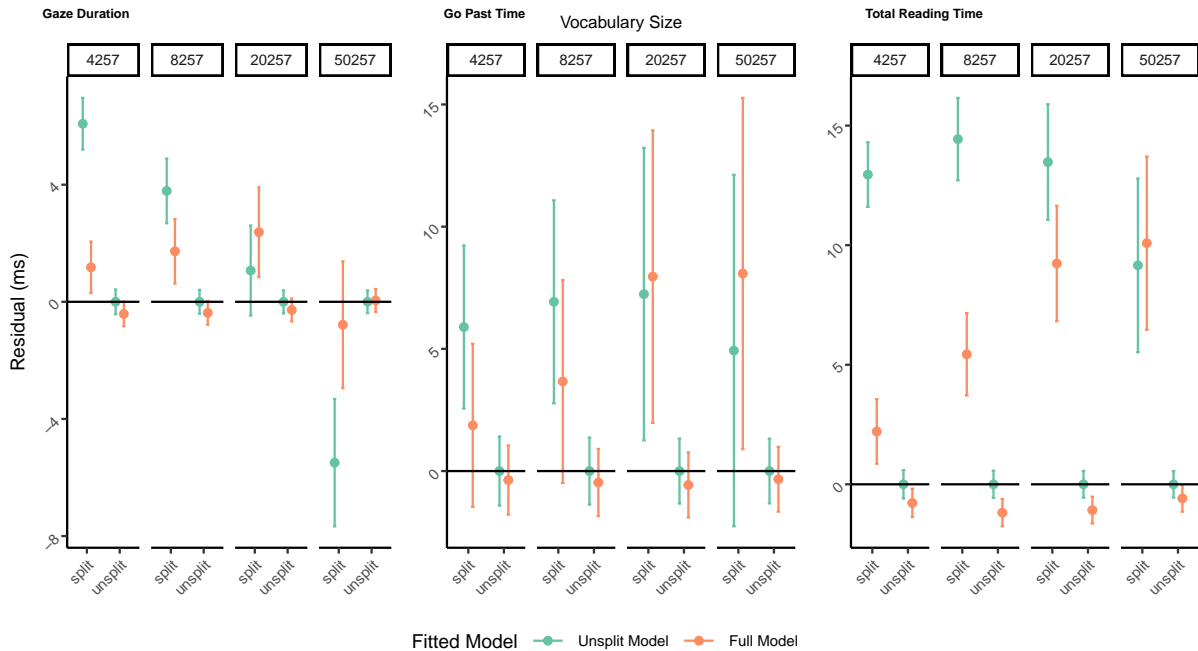 Gaze Duration
Go Past Time
Vocabulary Size
Total Reading Time
4257 8257 20257 50257
4257 8257 20257 50257
4257 8257 20257 50257
Residual (ms)
4
0
−4
−8
15
10
5
0
15
10
5
0
split unsplit split unsplit split unsplit split unsplit
split unsplit split unsplit split unsplit split unsplit
split unsplit split unsplit split unsplit split unsplit
Fitted Model Unsplit Model Full Model